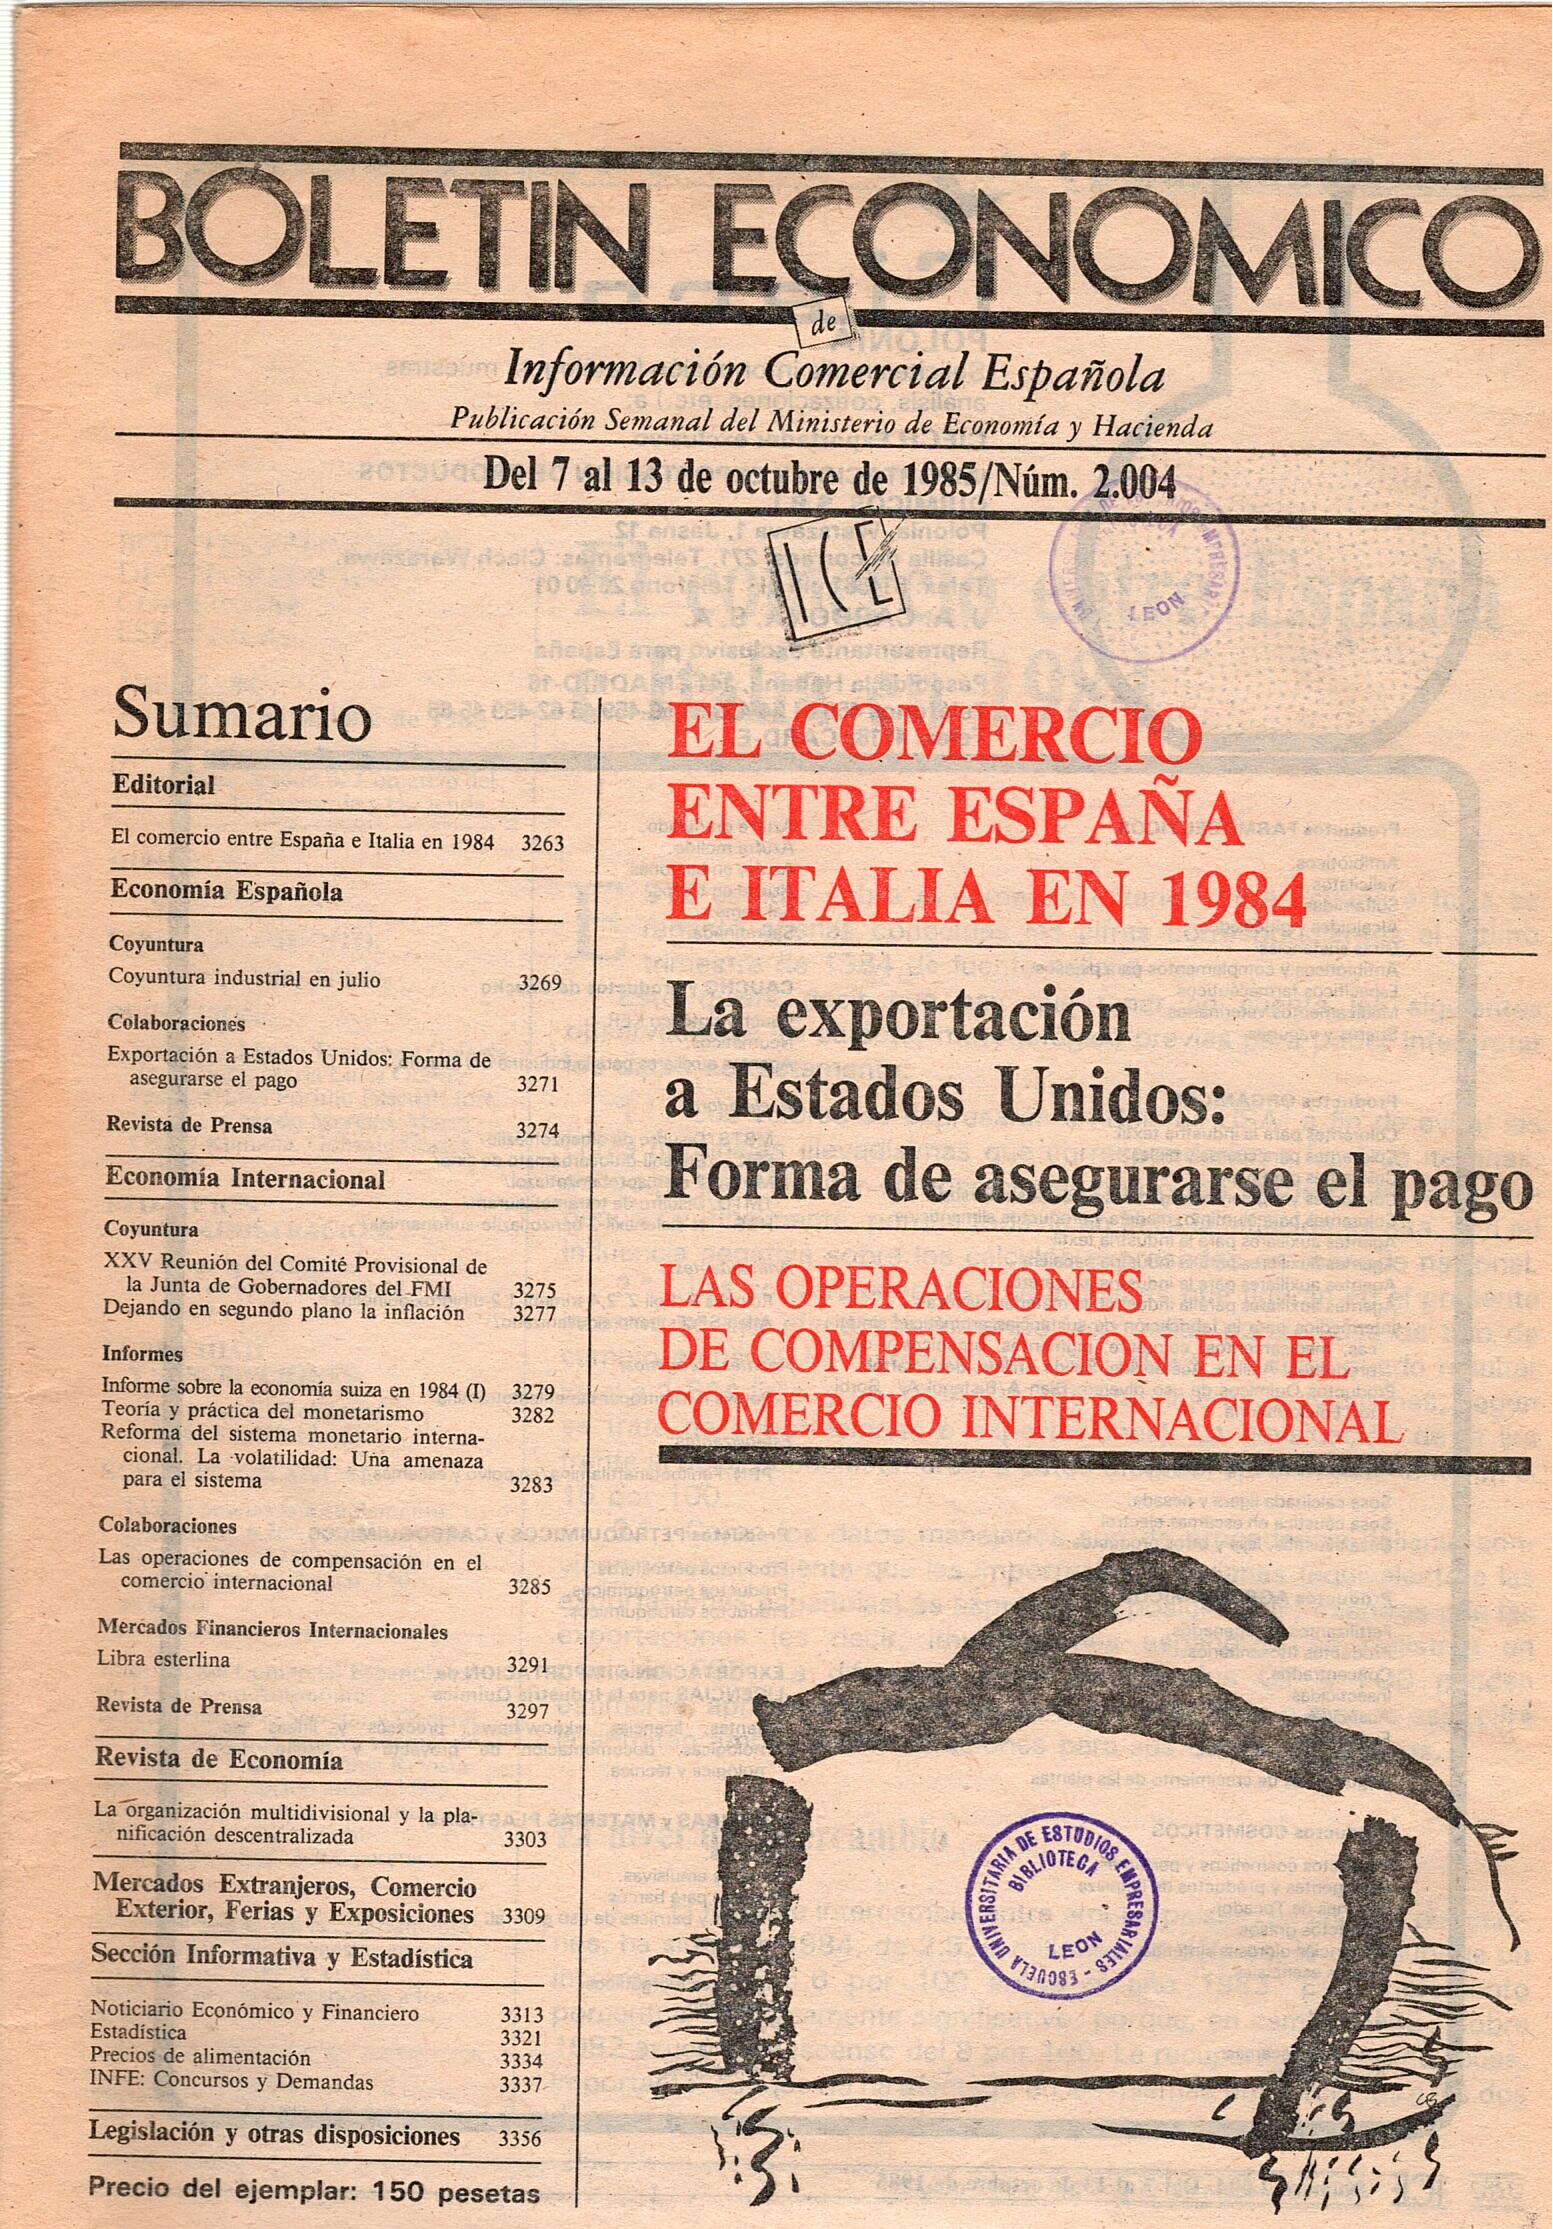 BOLETIN ECONOMICO
de
Información Comercial Española
Publicación Semanal del Ministerio de Economía y Hacienda
Del 7 al 13 de octubre de 1985/Núm. 2.004
ICE
LEON
Sumario
Editorial
El comercio entre España e Italia en 1984 3263
Economía Española
Coyuntura
Coyuntura industrial en julio 3269
Colaboraciones
Exportación a Estados Unidos: Forma de
asegurarse el pago 3271
Revista de Prensa 3274
Economía Internacional
Coyuntura
XXV Reunión del Comité Provisional de
la Junta de Gobernadores del FMI 3275
Dejando en segundo plano la inflación 3277
Informes
Informe sobre la economía suiza en 1984 (I) 3279
Teoría y práctica del monetarismo 3282
Reforma del sistema monetario interna-
cional. La volatilidad: Una amenaza
para el sistema 3283
Colaboraciones
Las operaciones de compensación en el
comercio internacional 3285
Mercados Financieros Internacionales
Libra esterlina 3291
Revista de Prensa 3297
Revista de Economía
La organización multidivisional y la pla-
nificación descentralizada 3303
Mercados Extranjeros, Comercio
Exterior, Ferias y Exposiciones 3309
Sección Informativa y Estadística
Noticiario Económico y Financiero 3313
Estadística 3321
Precios de alimentación 3334
INFE: Concursos y Demandas 3337
Legislación y otras disposiciones 3356
Precio del ejemplar: 150 pesetas
EL COMERCIO
ENTRE ESPAÑA
E ITALIA EN 1984
La exportación
a Estados Unidos:
Forma de asegurarse el pago
LAS OPERACIONES
DE COMPENSACION EN EL
COMERCIO INTERNACIONAL
ESCUELA UNIVERSITARIA DE ESTUDIOS EMPRESARIALES -
BIBLIOTECA
LEON